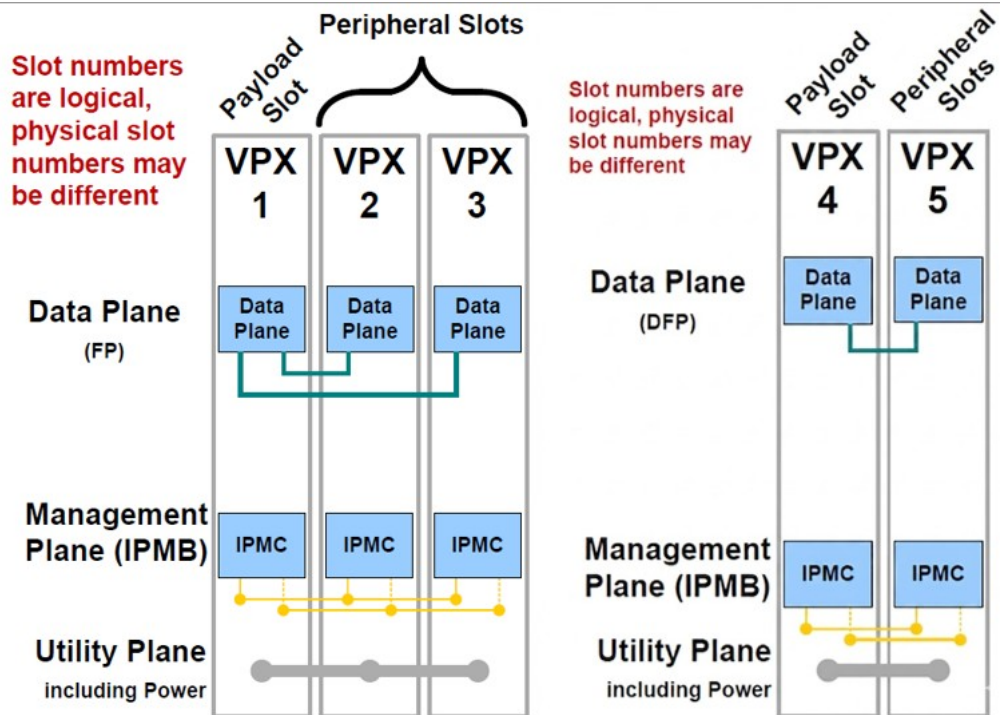 Peripheral Slots
Slot numbers
are logical,
physical slot
numbers may
be different
Payload
Slot
VPX
1
VPX
2
VPX
3
Data Plane
(FP)
Data
Plane
Data
Plane
Data
Plane
Management
Plane (IPMB)
IPMC
IPMC
IPMC
Utility Plane
including Power
Slot numbers are
logical, physical
slot numbers may
be different
Payload
Slot
Peripheral
Slots
VPX
4
VPX
5
Data Plane
(DFP)
Data
Plane
Data
Plane
Management
Plane (IPMB)
IPMC
IPMC
Utility Plane
including Power